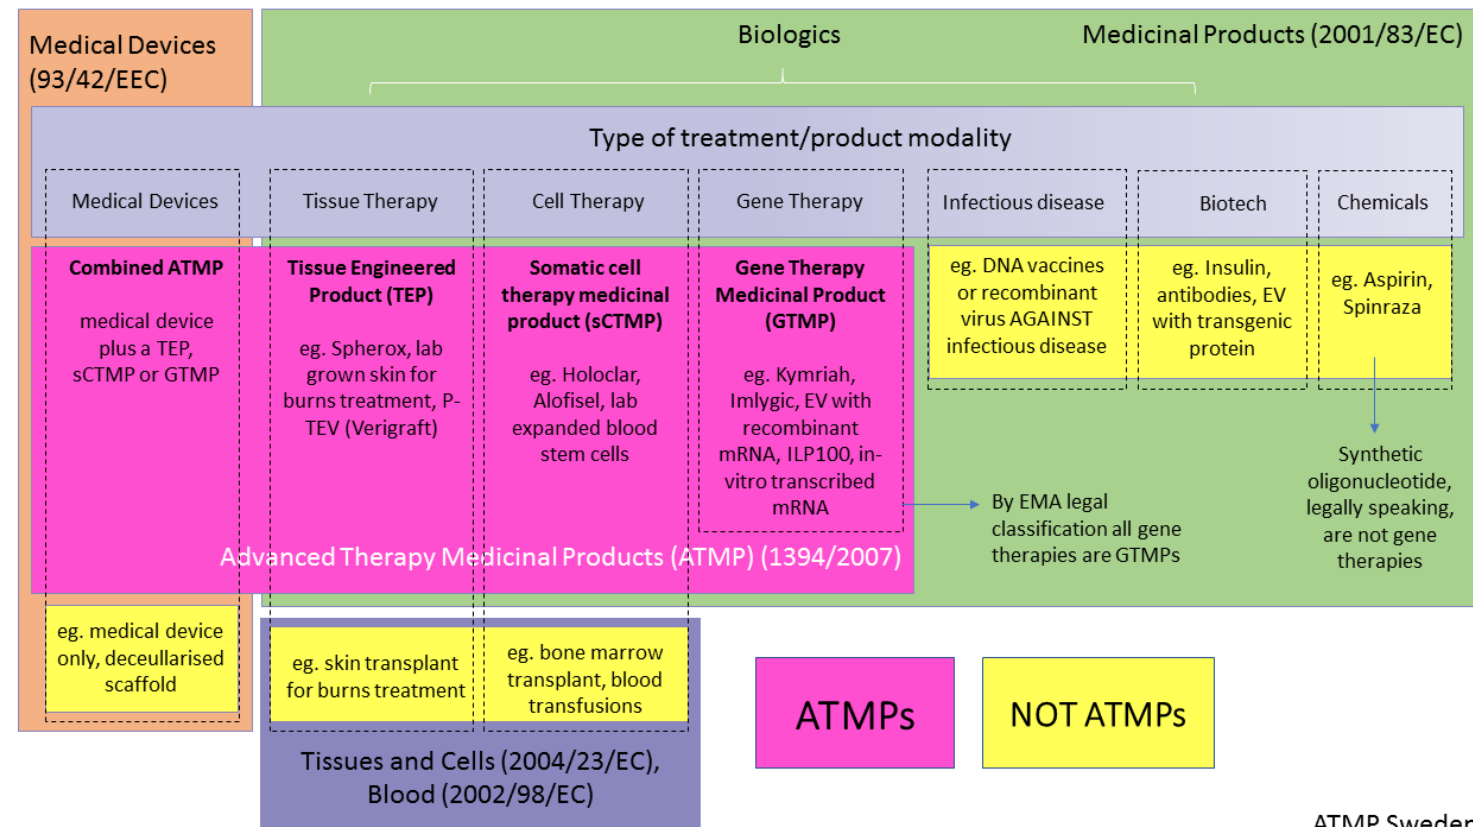 Medical Devices
(93/42/EEC)
Biologics
Medicinal Products (2001/83/EC)
Type of treatment/product modality
Medical Devices
Tissue Therapy
Cell Therapy
Gene Therapy
Infectious disease
Biotech
Chemicals
Combined ATMP
medical device
plus a TEP,
sCTMP or GTMP
Tissue Engineered
Product (TEP)
eg. Spherox, lab
grown skin for
burns treatment, P-
TEV (Verigraft)
Somatic cell
therapy medicinal
product (sCTMP)
eg. Holoclar,
Alofisel, lab
expanded blood
stem cells
Gene Therapy
Medicinal Product
(GTMP)
eg. Kymriah,
Imlygic, EV with
recombinant
mRNA, ILP100, in-
vitro transcribed
mRNA
eg. DNA vaccines
or recombinant
virus AGAINST
infectious disease
eg. Insulin,
antibodies, EV
with transgenic
protein
eg. Aspirin,
Spinraza
By EMA legal
classification all gene
therapies are GTMPs
Synthetic
oligonucleotide,
legally speaking,
are not gene
therapies
Advanced Therapy Medicinal Products (ATMP) (1394/2007)
eg. medical device
only, deceullarised
scaffold
eg. skin transplant
for burns treatment
eg. bone marrow
transplant, blood
transfusions
Tissues and Cells (2004/23/EC),
Blood (2002/98/EC)
ATMPs
NOT ATMPs
ATMP Sweden